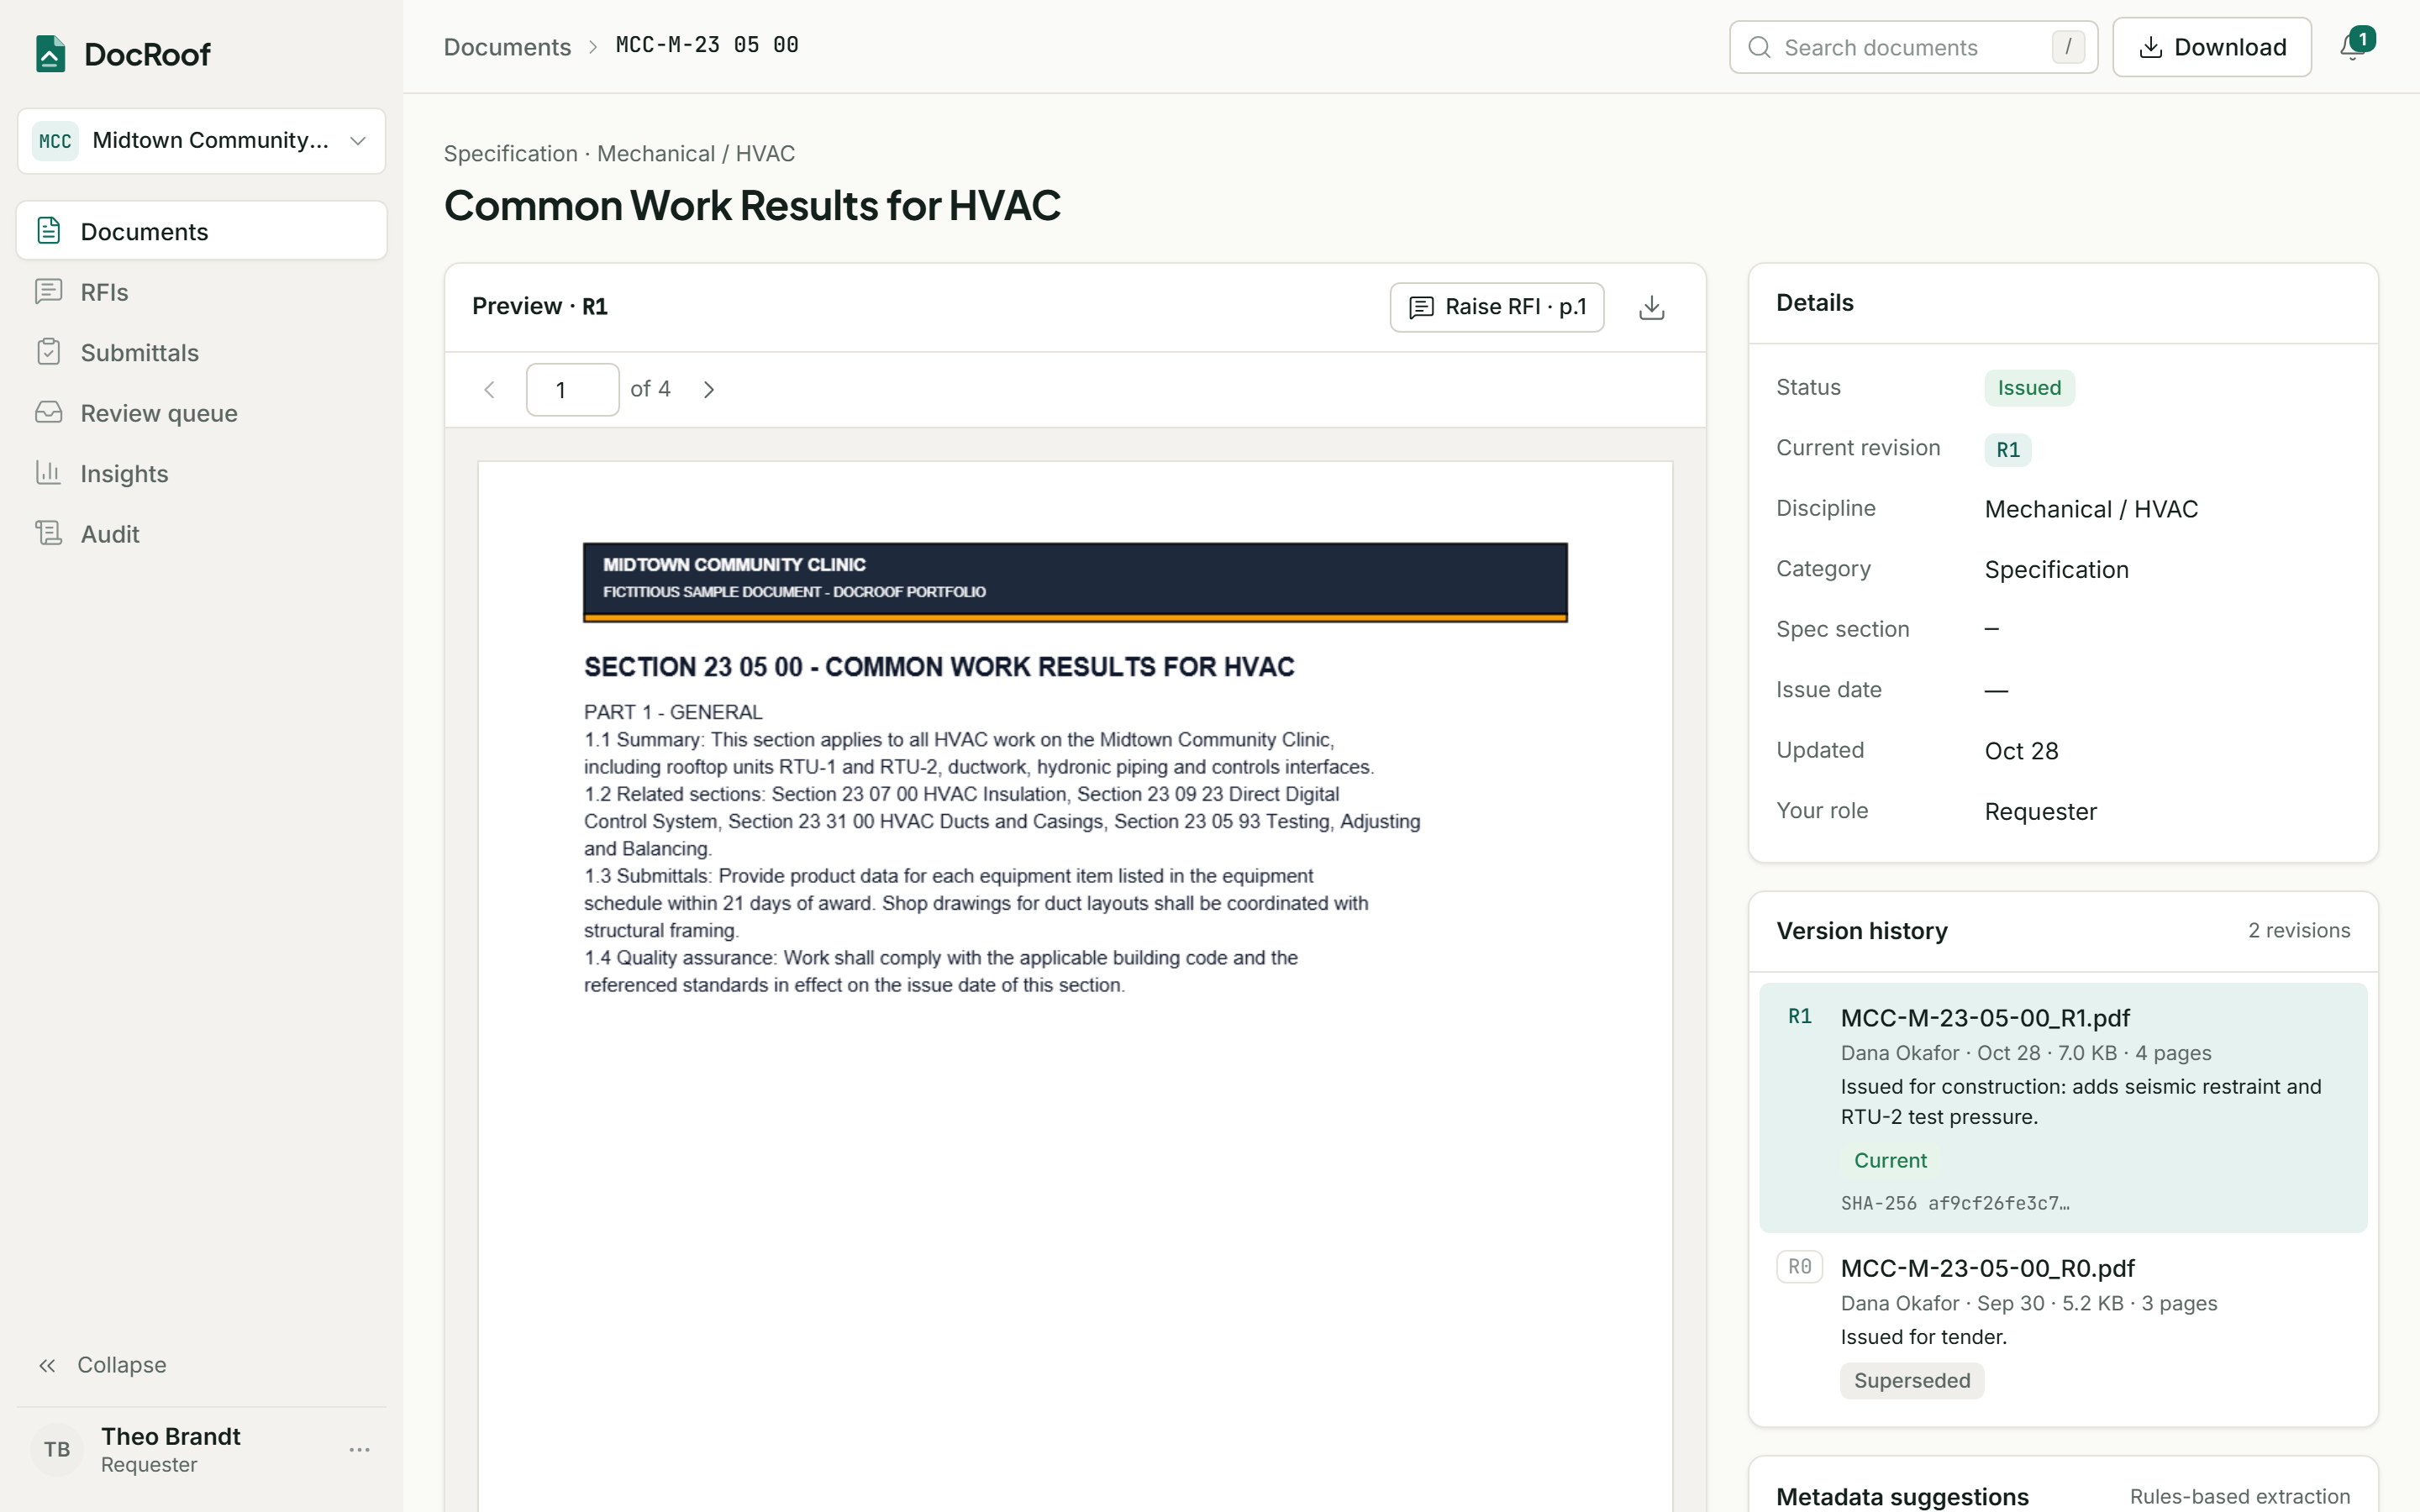 DocRoof
MCC Midtown Community...
Documents
RFIs
Submittals
Review queue
Insights
Audit
Collapse
TB
Theo Brandt
Requester
Documents > MCC-M-23 05 00
Search documents /
Download
1
Specification · Mechanical / HVAC
Common Work Results for HVAC
Preview · R1
Raise RFI · p.1
1 of 4
MIDTOWN COMMUNITY CLINIC
FICTITIOUS SAMPLE DOCUMENT - DOCROOF PORTFOLIO
SECTION 23 05 00 - COMMON WORK RESULTS FOR HVAC
PART 1 - GENERAL
1.1 Summary: This section applies to all HVAC work on the Midtown Community Clinic,
including rooftop units RTU-1 and RTU-2, ductwork, hydronic piping and controls interfaces.
1.2 Related sections: Section 23 07 00 HVAC Insulation, Section 23 09 23 Direct Digital
Control System, Section 23 31 00 HVAC Ducts and Casings, Section 23 05 93 Testing, Adjusting
and Balancing.
1.3 Submittals: Provide product data for each equipment item listed in the equipment
schedule within 21 days of award. Shop drawings for duct layouts shall be coordinated with
structural framing.
1.4 Quality assurance: Work shall comply with the applicable building code and the
referenced standards in effect on the issue date of this section.
Details
Status Issued
Current revision R1
Discipline Mechanical / HVAC
Category Specification
Spec section –
Issue date —
Updated Oct 28
Your role Requester
Version history 2 revisions
R1 MCC-M-23-05-00_R1.pdf
Dana Okafor · Oct 28 · 7.0 KB · 4 pages
Issued for construction: adds seismic restraint and
RTU-2 test pressure.
Current
SHA-256 af9cf26fe3c7…
R0 MCC-M-23-05-00_R0.pdf
Dana Okafor · Sep 30 · 5.2 KB · 3 pages
Issued for tender.
Superseded
Metadata suggestions Rules-based extraction